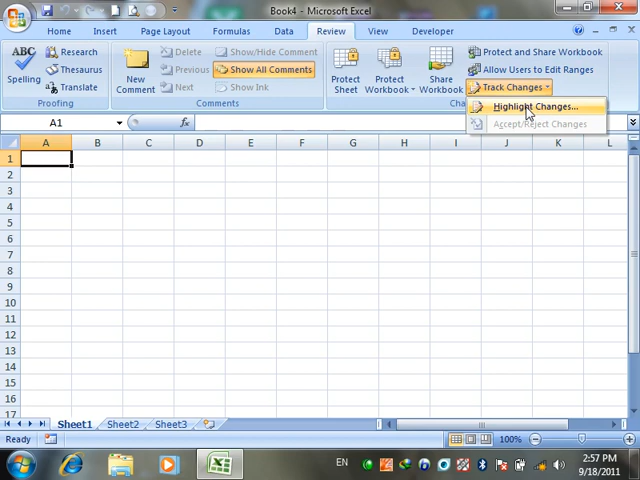 Book4 - Microsoft Excel
Home Insert Page Layout Formulas Data Review View Developer
ABC Spelling
Research
Thesaurus
Translate
Proofing
New Comment
Delete
Previous
Next
Show/Hide Comment
Show All Comments
Show Ink
Comments
Protect Sheet
Protect Workbook
Share Workbook
Protect and Share Workbook
Allow Users to Edit Ranges
Track Changes
Highlight Changes...
Accept/Reject Changes
A1 fx
A B C D E F G H I J K L
1
2
3
4
5
6
7
8
9
10
11
12
13
14
15
16
17
Sheet1 Sheet2 Sheet3
Ready 100%
EN 2:57 PM
9/18/2011